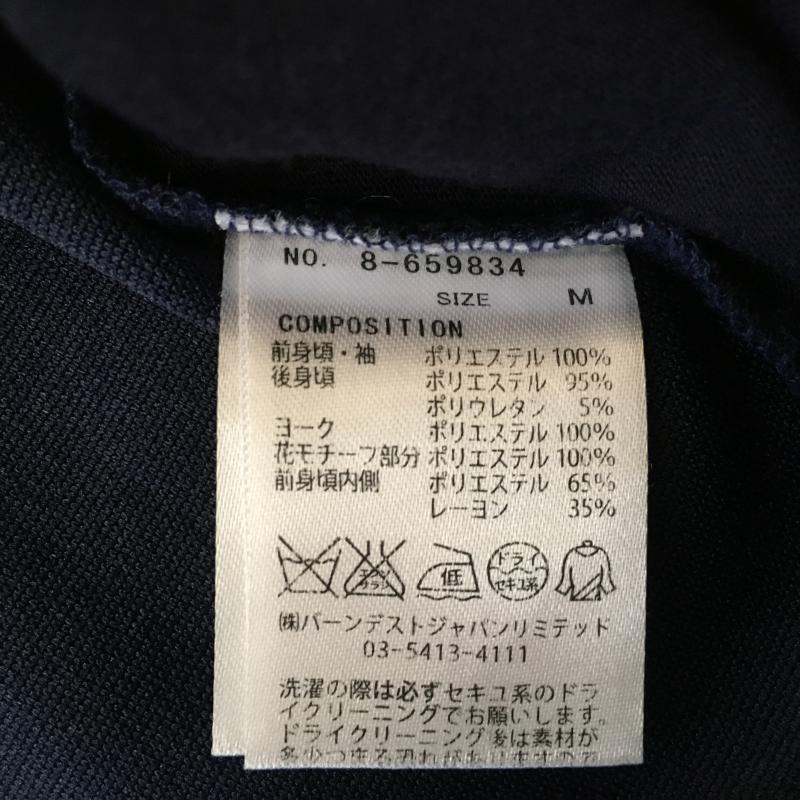 NO. 8-659834
SIZE M
COMPOSITION
前身頃・袖 ポリエステル 100%
後身頃 ポリエステル 95%
ポリウレタン 5%
ヨーク ポリエステル 100%
花モチーフ部分 ポリエステル 100%
前身頃内側 ポリエステル 65%
レーヨン 35%
エンソサラシ 低 ドライ セキユ系
㈱バーンデストジャパンリミテッド
03-5413-4111
洗濯の際は必ずセキユ系のドラ
イクリーニングでお願いします。
ドライクリーニング後は素材が